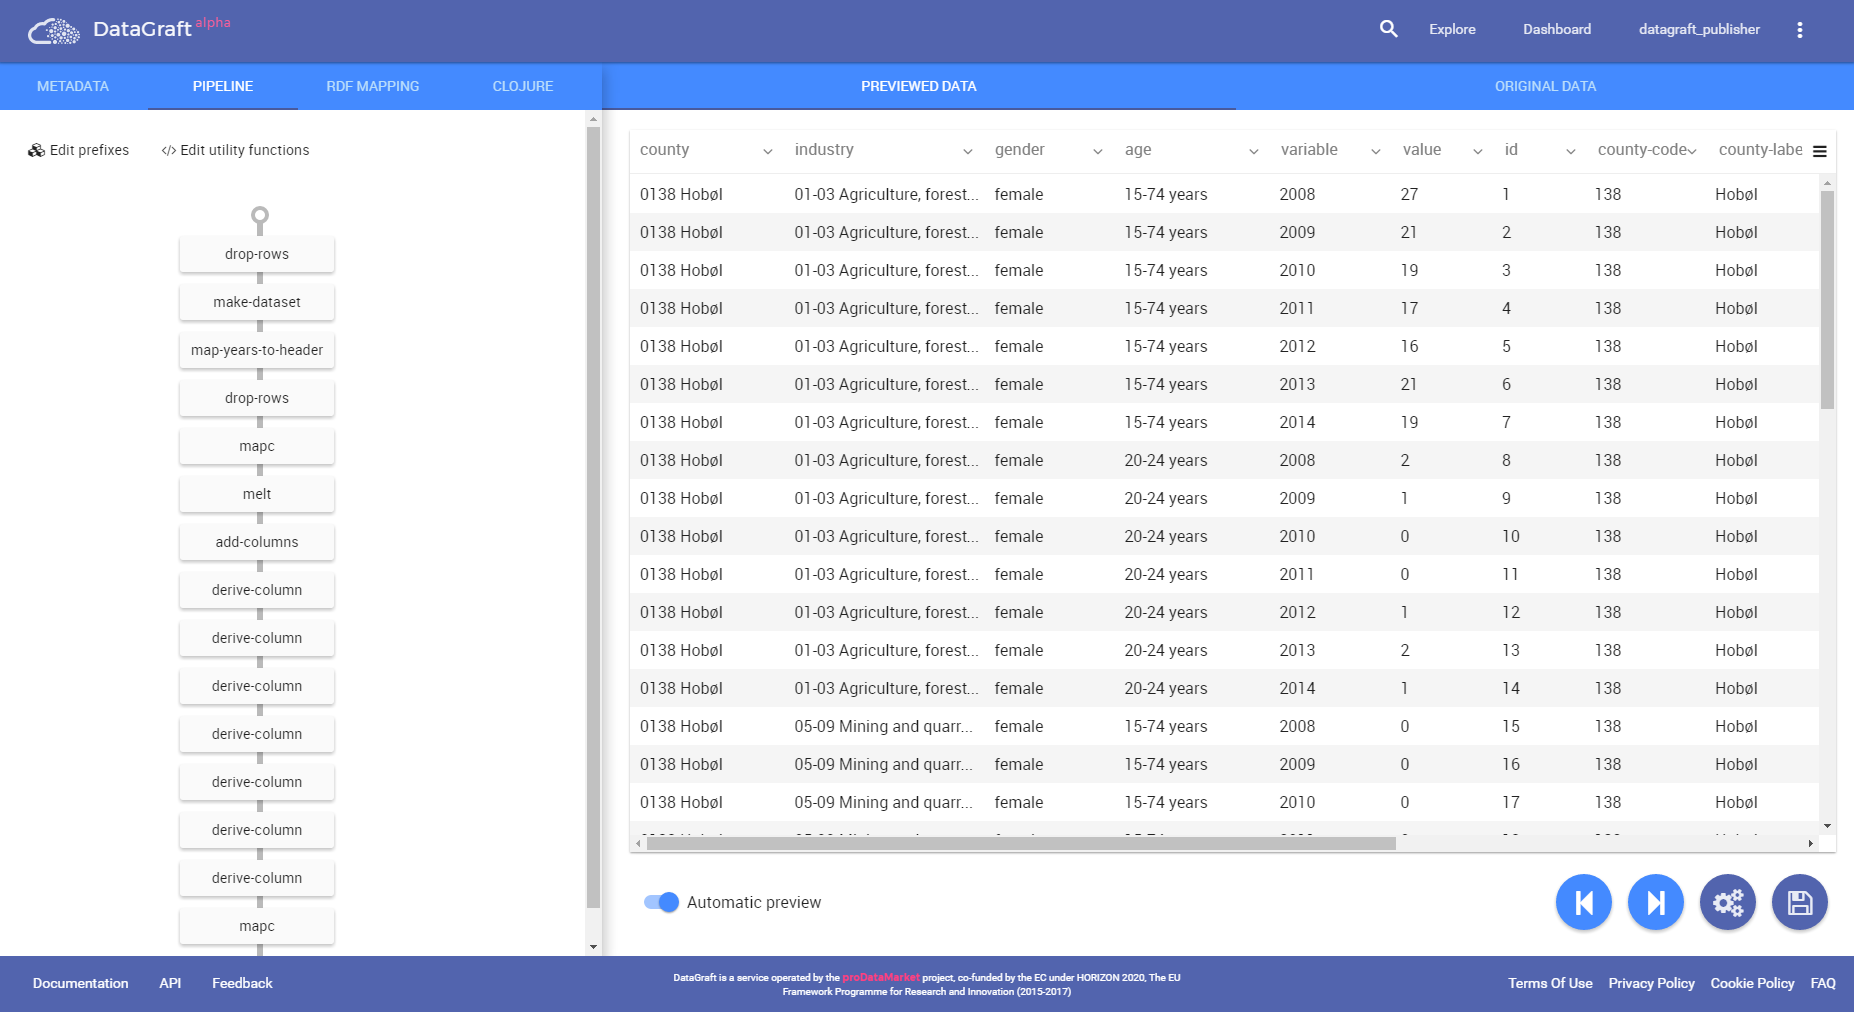 DataGraft alpha
Explore Dashboard datagraft_publisher
METADATA PIPELINE RDF MAPPING CLOJURE PREVIEWED DATA ORIGINAL DATA
Edit prefixes </> Edit utility functions
drop-rows
make-dataset
map-years-to-header
drop-rows
mapc
melt
add-columns
derive-column
derive-column
derive-column
derive-column
derive-column
derive-column
derive-column
mapc
county industry gender age variable value id county-code county-labe
0138 Hobøl 01-03 Agriculture, forest... female 15-74 years 2008 27 1 138 Hobøl
0138 Hobøl 01-03 Agriculture, forest... female 15-74 years 2009 21 2 138 Hobøl
0138 Hobøl 01-03 Agriculture, forest... female 15-74 years 2010 19 3 138 Hobøl
0138 Hobøl 01-03 Agriculture, forest... female 15-74 years 2011 17 4 138 Hobøl
0138 Hobøl 01-03 Agriculture, forest... female 15-74 years 2012 16 5 138 Hobøl
0138 Hobøl 01-03 Agriculture, forest... female 15-74 years 2013 21 6 138 Hobøl
0138 Hobøl 01-03 Agriculture, forest... female 15-74 years 2014 19 7 138 Hobøl
0138 Hobøl 01-03 Agriculture, forest... female 20-24 years 2008 2 8 138 Hobøl
0138 Hobøl 01-03 Agriculture, forest... female 20-24 years 2009 1 9 138 Hobøl
0138 Hobøl 01-03 Agriculture, forest... female 20-24 years 2010 0 10 138 Hobøl
0138 Hobøl 01-03 Agriculture, forest... female 20-24 years 2011 0 11 138 Hobøl
0138 Hobøl 01-03 Agriculture, forest... female 20-24 years 2012 1 12 138 Hobøl
0138 Hobøl 01-03 Agriculture, forest... female 20-24 years 2013 2 13 138 Hobøl
0138 Hobøl 01-03 Agriculture, forest... female 20-24 years 2014 1 14 138 Hobøl
0138 Hobøl 05-09 Mining and quarr... female 15-74 years 2008 0 15 138 Hobøl
0138 Hobøl 05-09 Mining and quarr... female 15-74 years 2009 0 16 138 Hobøl
0138 Hobøl 05-09 Mining and quarr... female 15-74 years 2010 0 17 138 Hobøl
Automatic preview
Documentation API Feedback
DataGraft is a service operated by the proDataMarket project, co-funded by the EC under HORIZON 2020, The EU
Framework Programme for Research and Innovation (2015-2017)
Terms Of Use Privacy Policy Cookie Policy FAQ